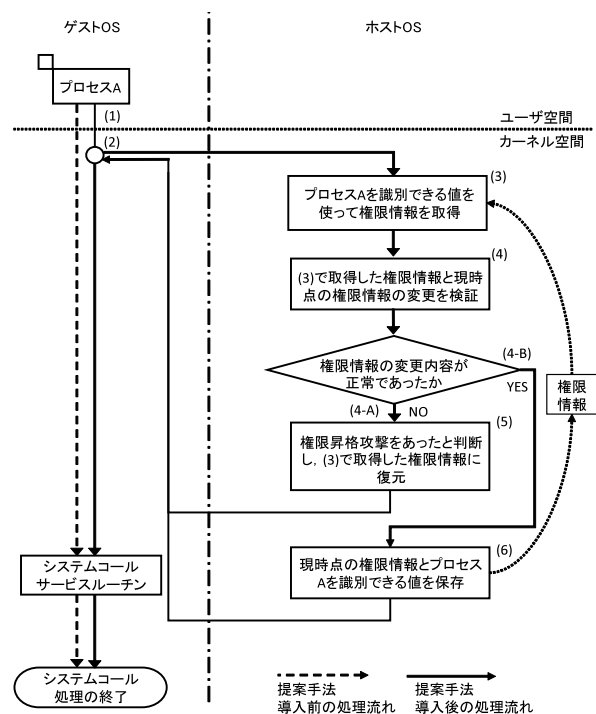 ゲストOS
ホストOS
プロセスA
(1)
ユーザ空間
カーネル空間
(2)
(3)
プロセスAを識別できる値を
使って権限情報を取得
(4)
(3)で取得した権限情報と現時
点の権限情報の変更を検証
権限情報の変更内容が
正常であったか
(4-B)
YES
権限
情報
(4-A)
NO
(5)
権限昇格攻撃をあったと判断
し,(3)で取得した権限情報に
復元
(6)
現時点の権限情報とプロセス
Aを識別できる値を保存
システムコール
サービスルーチン
システムコール
処理の終了
提案手法
導入前の処理流れ
提案手法
導入後の処理流れ